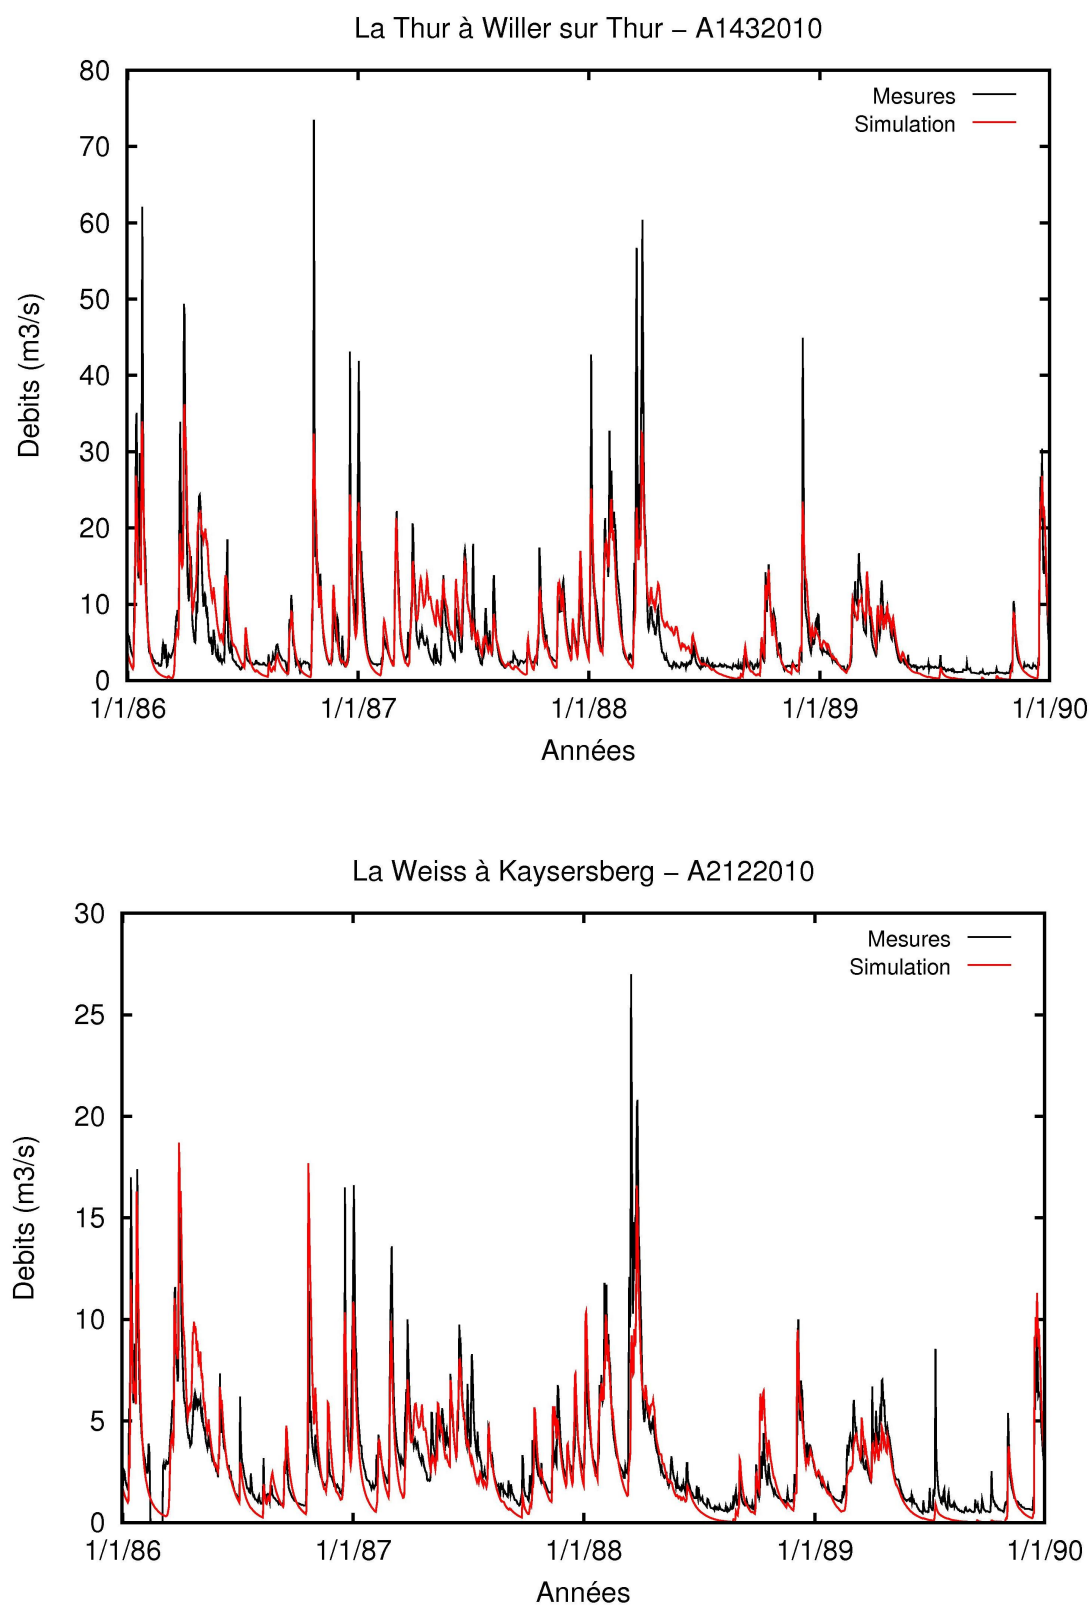 La Thur à Willer sur Thur – A1432010
80
70
60
50
40
30
20
10
0
Debits (m3/s)
Mesures
Simulation
1/1/86 1/1/87 1/1/88 1/1/89 1/1/90
Années
La Weiss à Kaysersberg – A2122010
30
25
20
15
10
5
0
Debits (m3/s)
Mesures
Simulation
1/1/86 1/1/87 1/1/88 1/1/89 1/1/90
Années